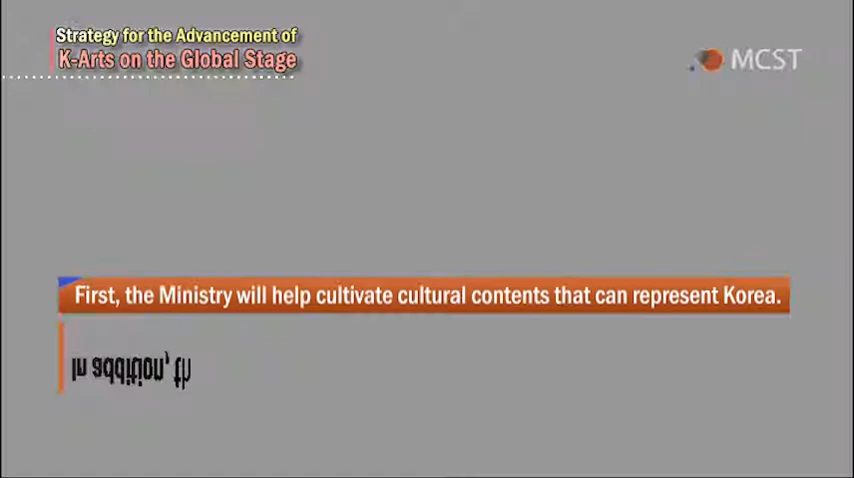 Strategy for the Advancement of
K-Arts on the Global Stage
MCST
First, the Ministry will help cultivate cultural contents that can represent Korea.
In addition, th